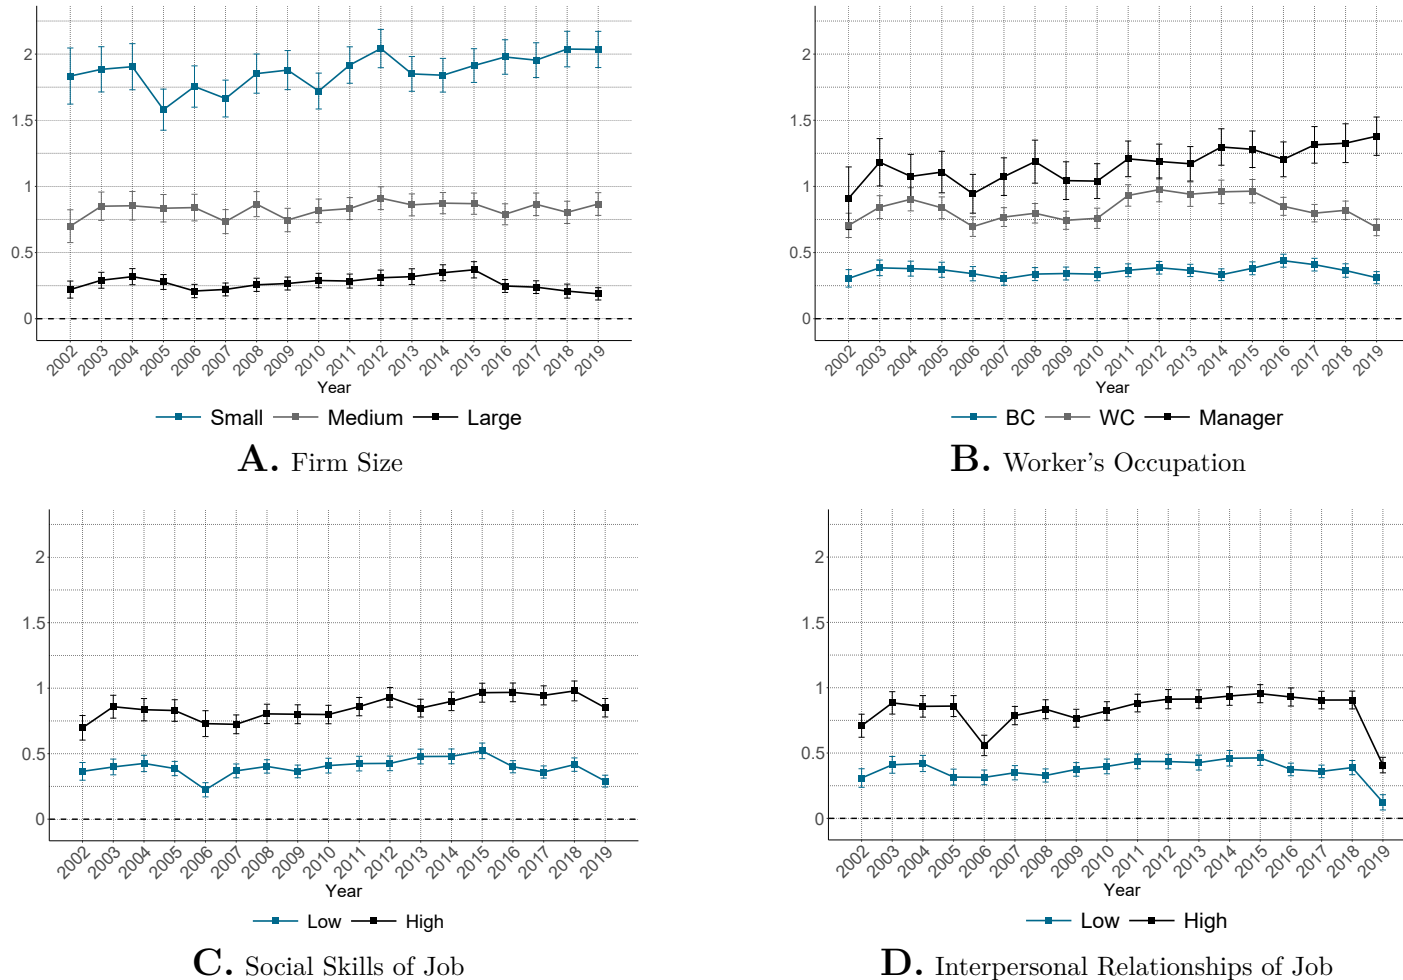 2
1.5
1
0.5
0
2002 2003 2004 2005 2006 2007 2008 2009 2010 2011 2012 2013 2014 2015 2016 2017 2018 2019
Year
Small Medium Large
A. Firm Size
2
1.5
1
0.5
0
2002 2003 2004 2005 2006 2007 2008 2009 2010 2011 2012 2013 2014 2015 2016 2017 2018 2019
Year
BC WC Manager
B. Worker's Occupation
2
1.5
1
0.5
0
2002 2003 2004 2005 2006 2007 2008 2009 2010 2011 2012 2013 2014 2015 2016 2017 2018 2019
Year
Low High
C. Social Skills of Job
2
1.5
1
0.5
0
2002 2003 2004 2005 2006 2007 2008 2009 2010 2011 2012 2013 2014 2015 2016 2017 2018 2019
Year
Low High
D. Interpersonal Relationships of Job